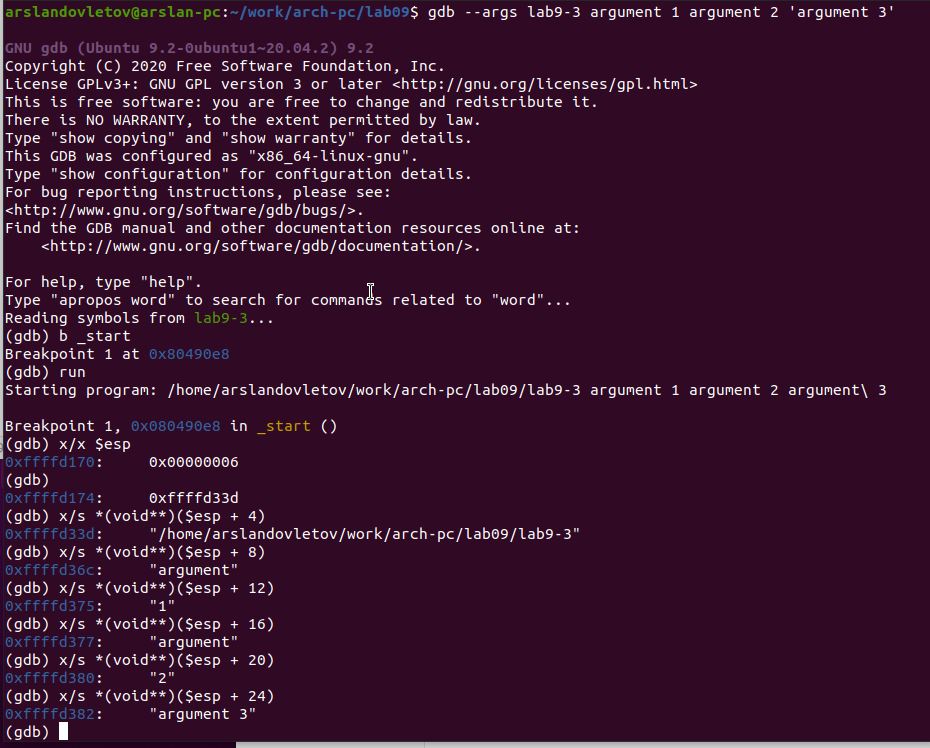 arslandovletov@arslan-pc:~/work/arch-pc/lab09$ gdb --args lab9-3 argument 1 argument 2 'argument 3'
GNU gdb (Ubuntu 9.2-0ubuntu1~20.04.2) 9.2
Copyright (C) 2020 Free Software Foundation, Inc.
License GPLv3+: GNU GPL version 3 or later <http://gnu.org/licenses/gpl.html>
This is free software: you are free to change and redistribute it.
There is NO WARRANTY, to the extent permitted by law.
Type "show copying" and "show warranty" for details.
This GDB was configured as "x86_64-linux-gnu".
Type "show configuration" for configuration details.
For bug reporting instructions, please see:
<http://www.gnu.org/software/gdb/bugs/>.
Find the GDB manual and other documentation resources online at:
    <http://www.gnu.org/software/gdb/documentation/>.
For help, type "help".
Type "apropos word" to search for commands related to "word"...
Reading symbols from lab9-3...
(gdb) b _start
Breakpoint 1 at 0x80490e8
(gdb) run
Starting program: /home/arslandovletov/work/arch-pc/lab09/lab9-3 argument 1 argument 2 argument\ 3
Breakpoint 1, 0x080490e8 in _start ()
(gdb) x/x $esp
0xffffd170:     0x00000006
(gdb)
0xffffd174:     0xffffd33d
(gdb) x/s *(void**)($esp + 4)
0xffffd33d:     "/home/arslandovletov/work/arch-pc/lab09/lab9-3"
(gdb) x/s *(void**)($esp + 8)
0xffffd36c:     "argument"
(gdb) x/s *(void**)($esp + 12)
0xffffd375:     "1"
(gdb) x/s *(void**)($esp + 16)
0xffffd377:     "argument"
(gdb) x/s *(void**)($esp + 20)
0xffffd380:     "2"
(gdb) x/s *(void**)($esp + 24)
0xffffd382:     "argument 3"
(gdb)